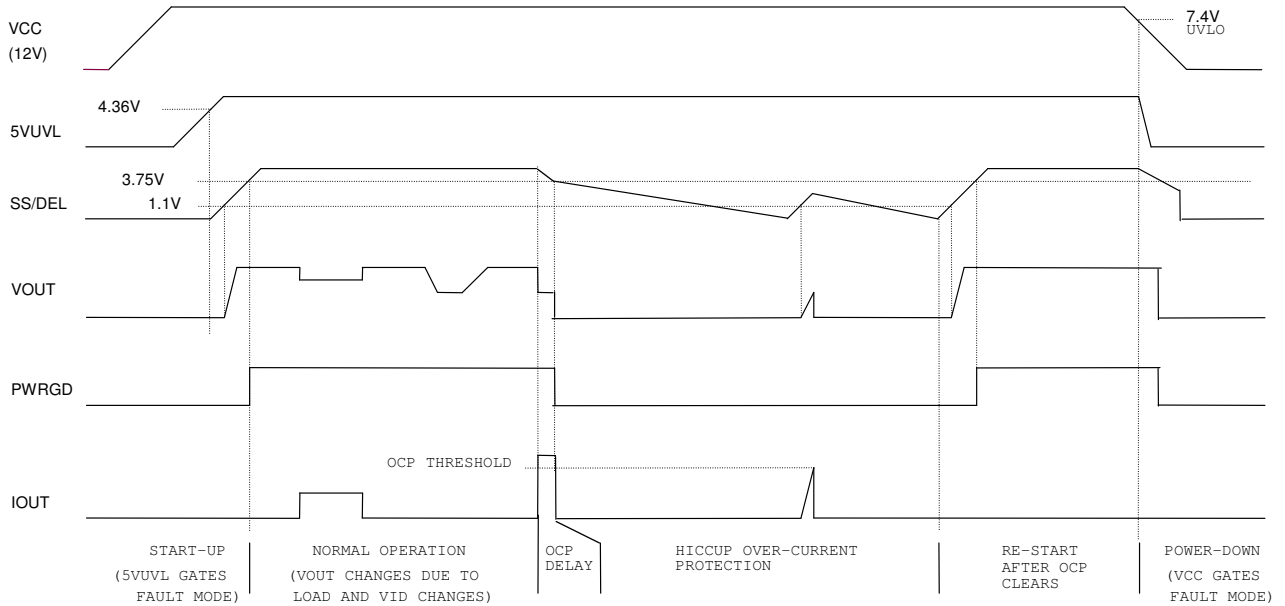 VCC
(12V)
7.4V
UVLO
4.36V
5VUVL
3.75V
SS/DEL
1.1V
VOUT
PWRGD
OCP THRESHOLD
IOUT
START-UP
(5VUVL GATES
FAULT MODE)
NORMAL OPERATION
(VOUT CHANGES DUE TO
LOAD AND VID CHANGES)
OCP
DELAY
HICCUP OVER-CURRENT
PROTECTION
RE-START
AFTER OCP
CLEARS
POWER-DOWN
(VCC GATES
FAULT MODE)